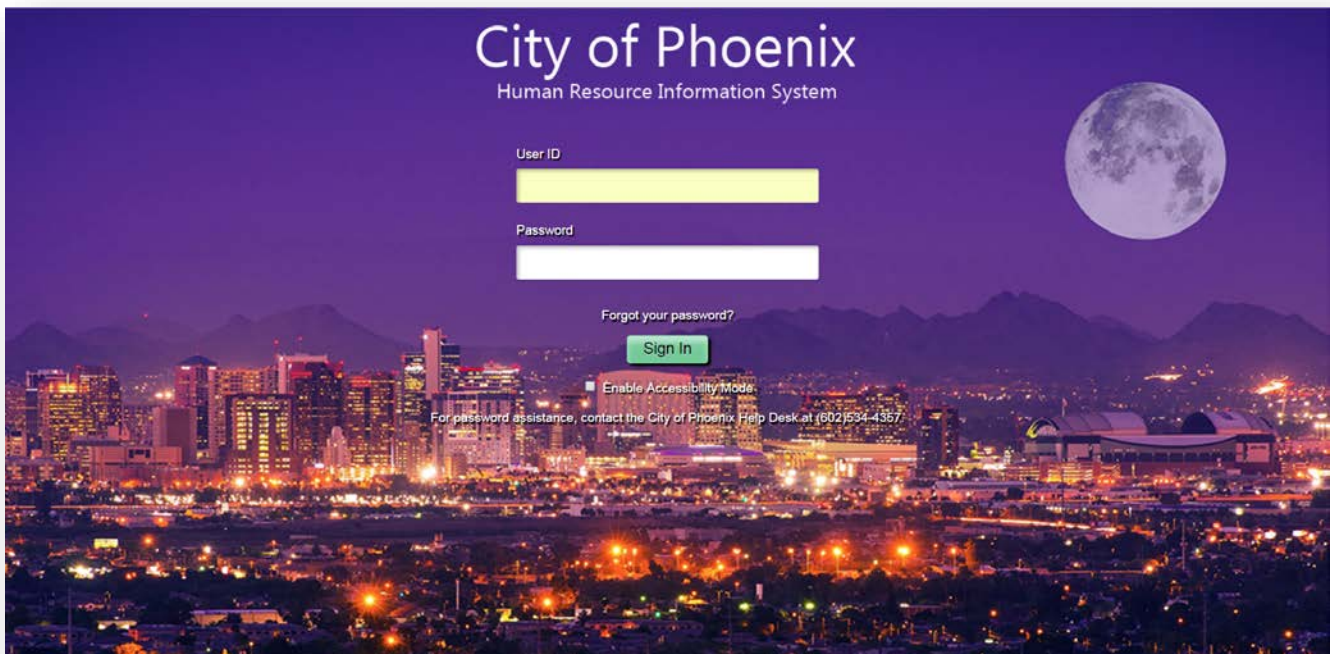 City of Phoenix
Human Resource Information System
User ID
Password
Forgot your password?
Sign In
Enable Accessibility Mode
For password assistance, contact the City of Phoenix Help Desk at (602)534-4357